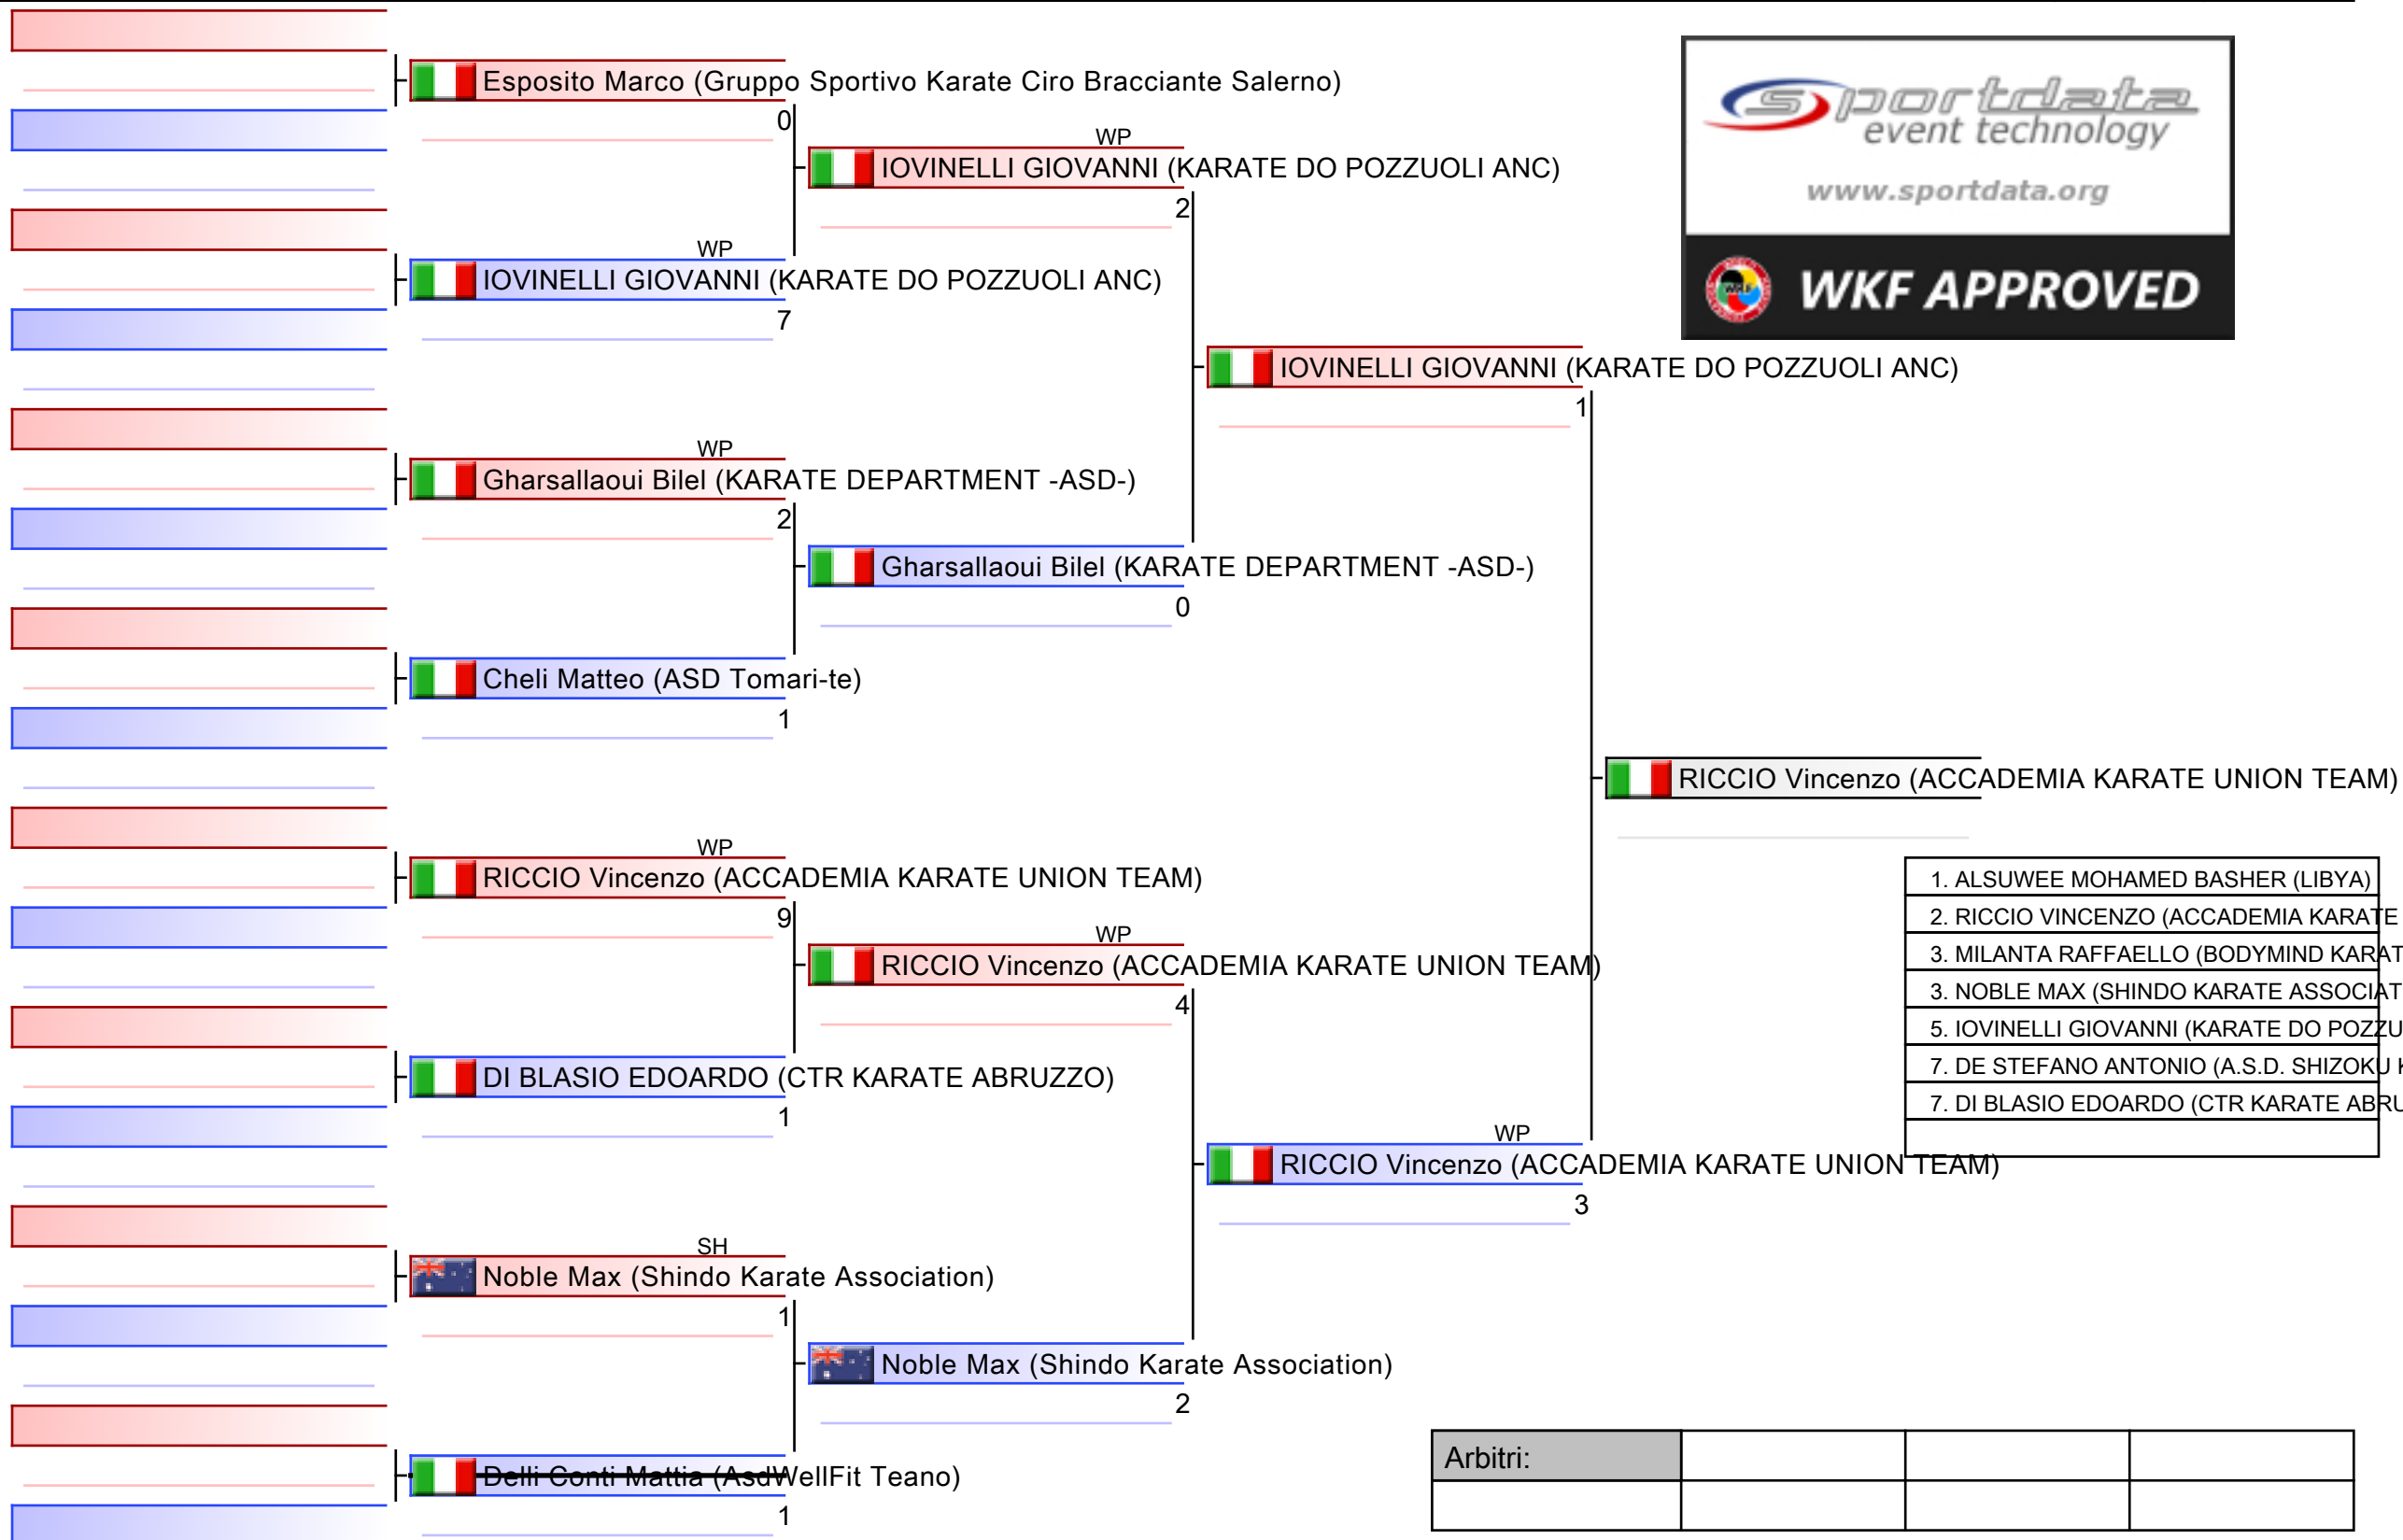 Esposito Marco (Gruppo Sportivo Karate Ciro Bracciante Salerno)
0
WP
IOVINELLI GIOVANNI (KARATE DO POZZUOLI ANC)
2
WP
IOVINELLI GIOVANNI (KARATE DO POZZUOLI ANC)
7
sportdata
event technology
www.sportdata.org
WKF APPROVED
IOVINELLI GIOVANNI (KARATE DO POZZUOLI ANC)
1
WP
Gharsallaoui Bilel (KARATE DEPARTMENT -ASD-)
2
Gharsallaoui Bilel (KARATE DEPARTMENT -ASD-)
0
Cheli Matteo (ASD Tomari-te)
1
RICCIO Vincenzo (ACCADEMIA KARATE UNION TEAM)
WP
RICCIO Vincenzo (ACCADEMIA KARATE UNION TEAM)
9
WP
RICCIO Vincenzo (ACCADEMIA KARATE UNION TEAM)
4
DI BLASIO EDOARDO (CTR KARATE ABRUZZO)
1
1. ALSUWEE MOHAMED BASHER (LIBYA)
2. RICCIO VINCENZO (ACCADEMIA KARATE
3. MILANTA RAFFAELLO (BODYMIND KARAT
3. NOBLE MAX (SHINDO KARATE ASSOCIAT
5. IOVINELLI GIOVANNI (KARATE DO POZZU
7. DE STEFANO ANTONIO (A.S.D. SHIZOKU K
7. DI BLASIO EDOARDO (CTR KARATE ABRU
WP
RICCIO Vincenzo (ACCADEMIA KARATE UNION TEAM)
3
SH
Noble Max (Shindo Karate Association)
1
Noble Max (Shindo Karate Association)
2
Delli Conti Mattia (AsdWellFit Teano)
1
Arbitri: